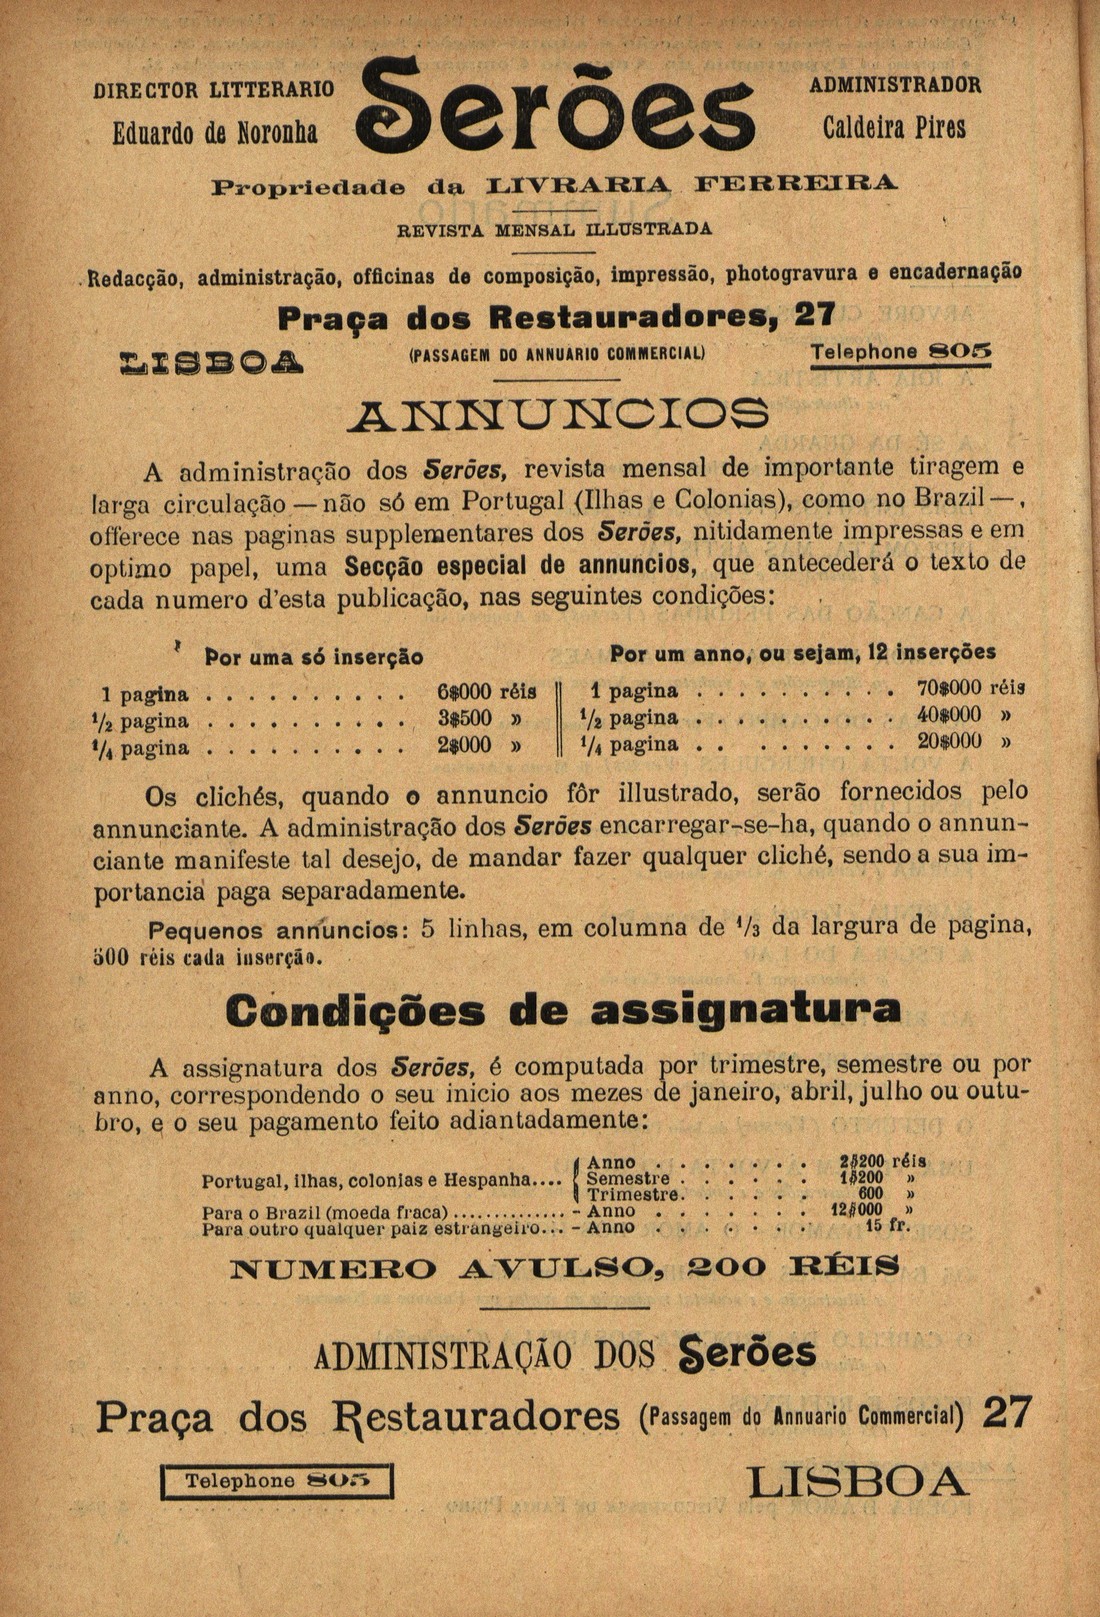 DIRECTOR LITTERARIO
Eduardo de Noronha
Serões
ADMINISTRADOR
Caldeira Pires
Propriedade da LIVRARIA FERREIRA
REVISTA MENSAL ILLUSTRADA
Redacção, administração, officinas de composição, impressão, photogravura e encadernação
Praça dos Restauradores, 27
LISBOA (PASSAGEM DO ANNUARIO COMMERCIAL) Telephone 805
ANNUNCIOS
A administração dos Serões, revista mensal de importante tiragem e
larga circulação — não só em Portugal (Ilhas e Colonias), como no Brazil —,
offerece nas paginas supplementares dos Serões, nitidamente impressas e em
optimo papel, uma Secção especial de annuncios, que antecederá o texto de
cada numero d'esta publicação, nas seguintes condições:
Por uma só inserção
1 pagina . . . . . . . . . . 6$000 réis
1/2 pagina . . . . . . . . . . 3$500 »
1/4 pagina . . . . . . . . . . 2$000 »
Por um anno, ou sejam, 12 inserções
1 pagina . . . . . . . . . . 70$000 réis
1/2 pagina . . . . . . . . . . 40$000 »
1/4 pagina . . . . . . . . . 20$000 »
Os clichés, quando o annuncio fôr illustrado, serão fornecidos pelo
annunciante. A administração dos Serões encarregar-se-ha, quando o annun-
ciante manifeste tal desejo, de mandar fazer qualquer cliché, sendo a sua im-
portancia paga separadamente.
Pequenos annuncios: 5 linhas, em columna de 1/3 da largura de pagina,
500 réis cada inserção.
Condições de assignatura
A assignatura dos Serões, é computada por trimestre, semestre ou por
anno, correspondendo o seu inicio aos mezes de janeiro, abril, julho ou outu-
bro, e o seu pagamento feito adiantadamente:
Portugal, ilhas, colonias e Hespanha....
Anno . . . . . . . 2$200 réis
Semestre . . . . . . 1$200 »
Trimestre. . . . . . 600 »
Para o Brazil (moeda fraca) .............. - Anno . . . . . . . 12$000 »
Para outro qualquer paiz estrangeiro... - Anno . . . . . . . 15 fr.
NUMERO AVULSO, 200 RÉIS
ADMINISTRAÇÃO DOS Serões
Praça dos Restauradores (Passagem do Annuario Commercial) 27
Telephone 805 LISBOA